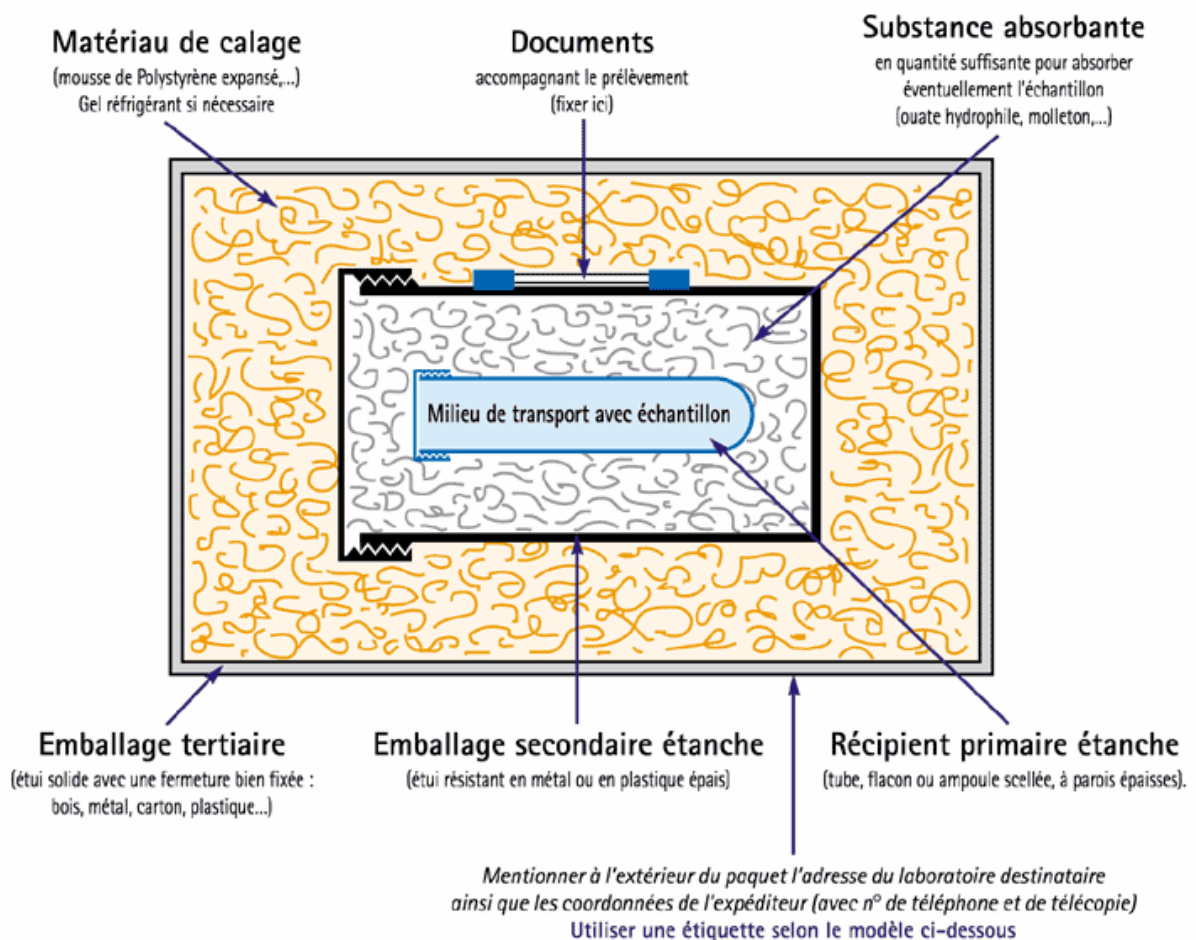 Matériau de calage
(mousse de Polystyrène expansé,...)
Gel réfrigérant si nécessaire
Documents
accompagnant le prélèvement
(fixer ici)
Substance absorbante
en quantité suffisante pour absorber
éventuellement l'échantillon
(ouate hydrophile, molleton,...)
Milieu de transport avec échantillon
Emballage tertiaire
(étui solide avec une fermeture bien fixée :
bois, métal, carton, plastique...)
Emballage secondaire étanche
(étui résistant en métal ou en plastique épais)
Récipient primaire étanche
(tube, flacon ou ampoule scellée, à parois épaisses).
Mentionner à l'extérieur du paquet l'adresse du laboratoire destinataire
ainsi que les coordonnées de l'expéditeur (avec n° de téléphone et de télécopie)
Utiliser une étiquette selon le modèle ci-dessous